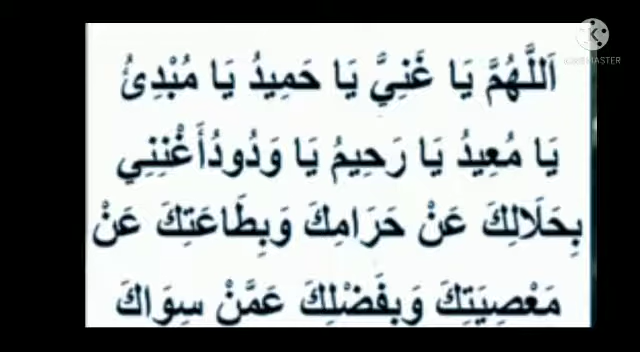 اَللَّهُمَّ يَا غَنِيَّ يَا حَمِيدُ يَا مُبْدِئُ
يَا مُعِيدُ يَا رَحِيمُ يَا وَدُودُ أَغْنِنِي
بِحَلَالِكَ عَنْ حَرَامِكَ وَبِطَاعَتِكَ عَنْ
مَعْصِيَتِكَ وَبِفَضْلِكَ عَمَّنْ سِوَاكَ